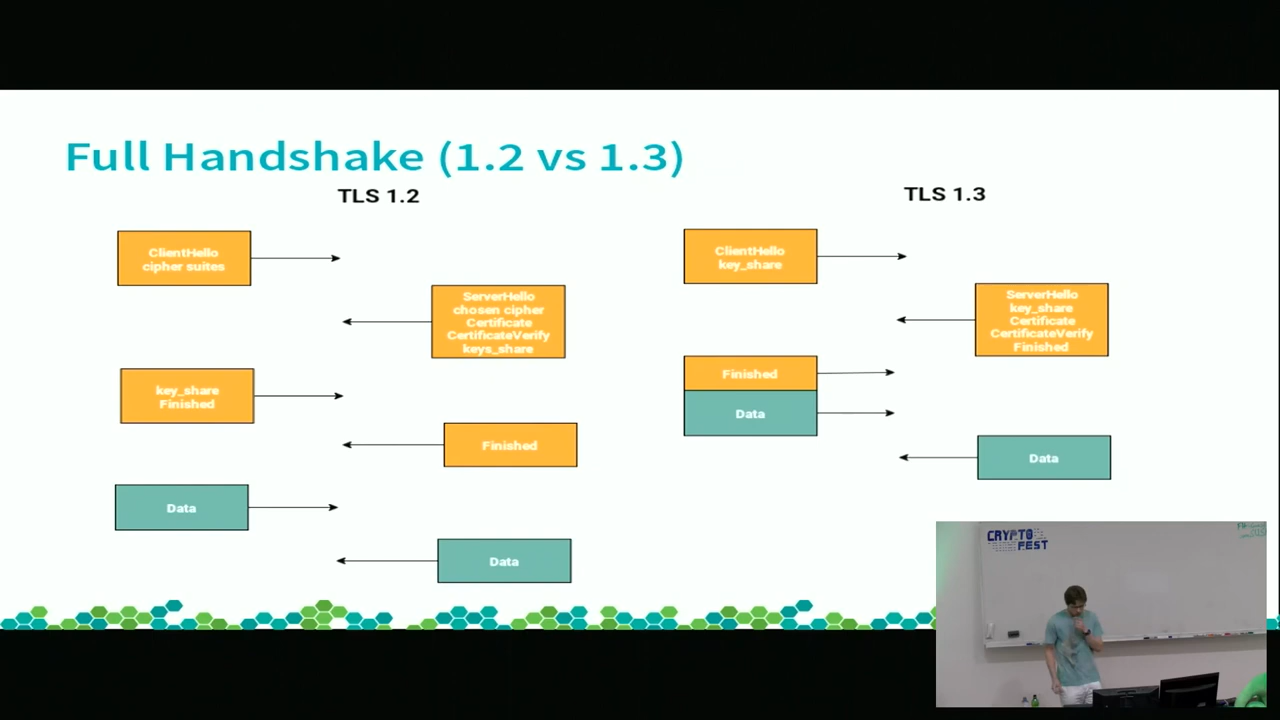 Full Handshake (1.2 vs 1.3)
TLS 1.2
ClientHello
cipher suites
ServerHello
chosen cipher
Certificate
CertificateVerify
keys_share
key_share
Finished
Finished
Data
Data
TLS 1.3
ClientHello
key_share
ServerHello
key_share
Certificate
CertificateVerify
Finished
Finished
Data
Data
CRYPTO
FEST